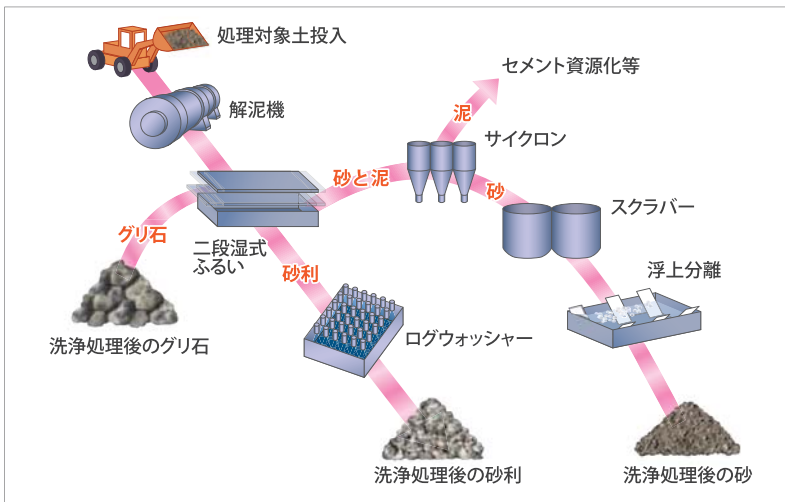 処理対象土投入
セメント資源化等
解泥機
泥
サイクロン
砂と泥
砂
スクラバー
グリ石
二段湿式
ふるい
砂利
浮上分離
洗浄処理後のグリ石
ログウォッシャー
洗浄処理後の砂利
洗浄処理後の砂